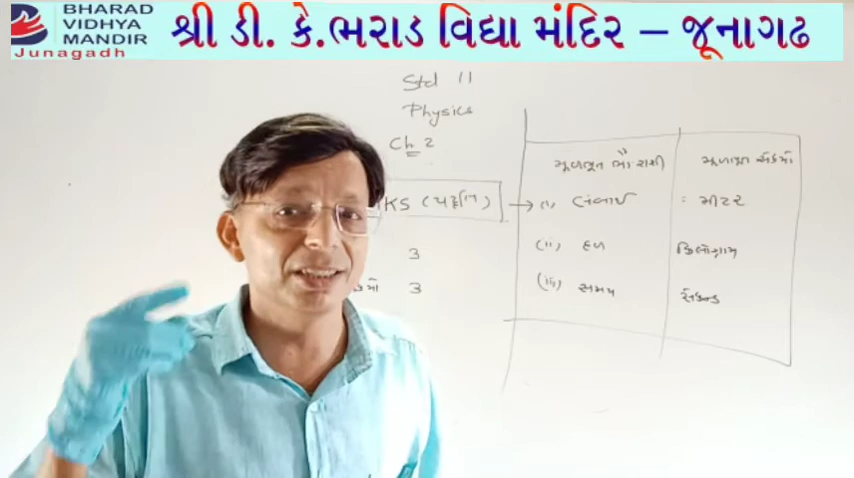 BHARAD
VIDHYA
MANDIR
Junagadh
શ્રી ડી. કે.ભરાડ વિદ્યા મંદિર – જૂનાગઢ
Std 11
Physics
Ch 2
મૂળભૂત ભૌ. રાશી
મૂળભૂત એકમો
KS (પદ્ધતિ) →
(i) લંબાઈ : મીટર
3 (ii) દળ કિલોગ્રામ
3 (iii) સમય સેકન્ડ